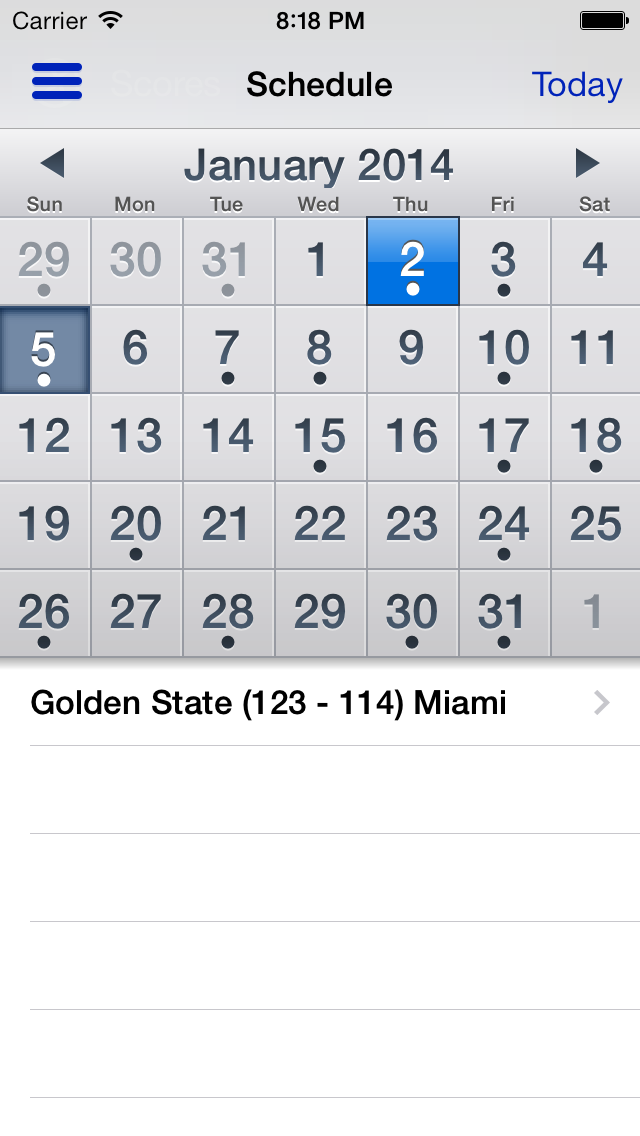 Carrier 8:18 PM
Scores Schedule Today
January 2014
Sun Mon Tue Wed Thu Fri Sat
29 30 31 1 2 3 4
5 6 7 8 9 10 11
12 13 14 15 16 17 18
19 20 21 22 23 24 25
26 27 28 29 30 31 1
Golden State (123 - 114) Miami